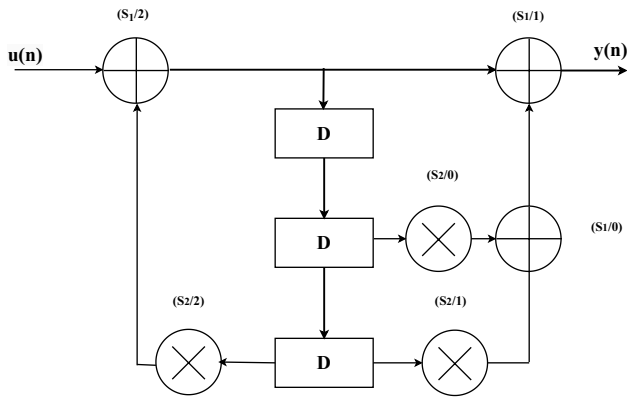 (S1/2)
(S1/1)
u(n)
y(n)
D
(S2/0)
D
(S1/0)
(S2/2)
(S2/1)
D